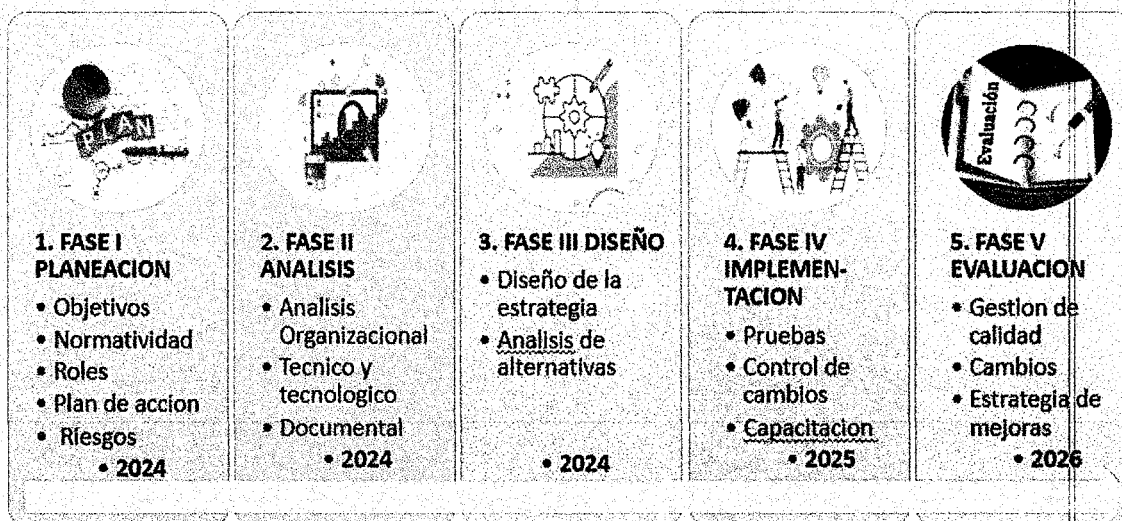 PLAN
1. FASE I
PLANEACION
• Objetivos
• Normatividad
• Roles
• Plan de accion
• Riesgos
• 2024
2. FASE II
ANALISIS
• Analisis
Organizacional
• Tecnico y
tecnologico
• Documental
• 2024
3. FASE III DISEÑO
• Diseño de la
estrategia
• Analisis de
alternativas
• 2024
4. FASE IV
IMPLEMEN-
TACION
• Pruebas
• Control de
cambios
• Capacitacion
• 2025
Evaluación
5. FASE V
EVALUACION
• Gestion de
calidad
• Cambios
• Estrategia de
mejoras
• 2026